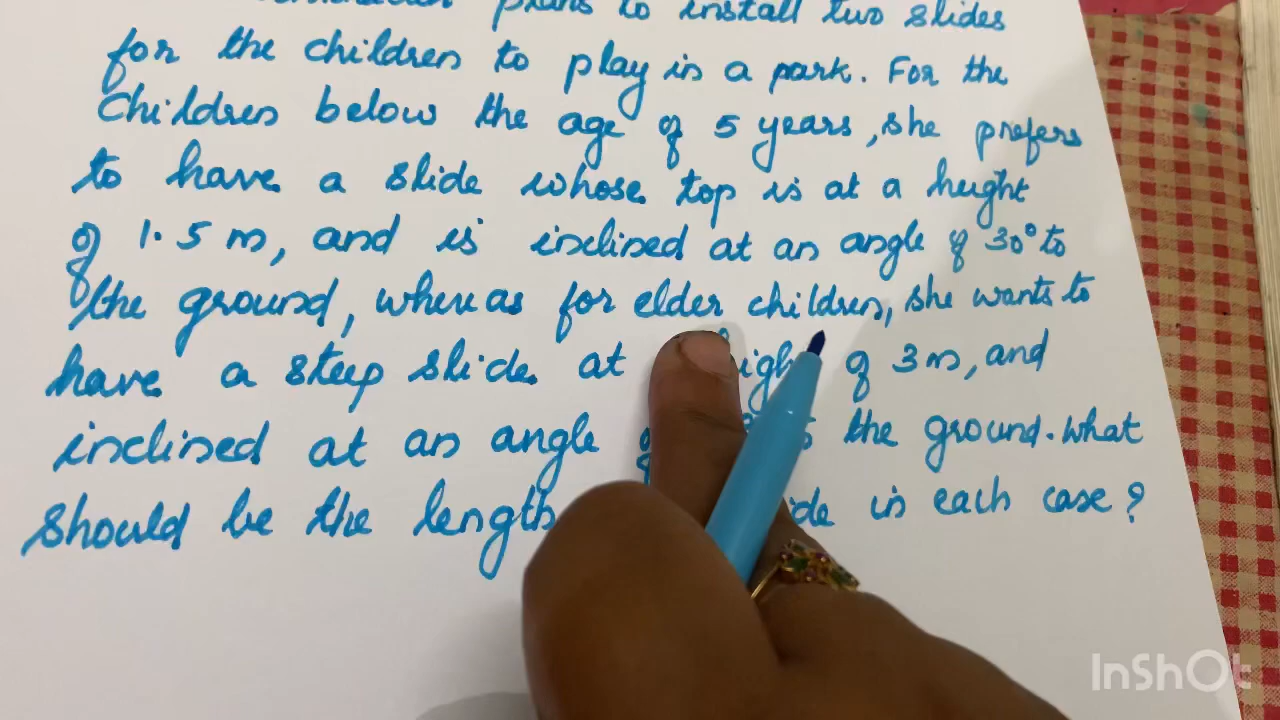 plans to install two slides
for the children to play in a park. For the
children below the age of 5 years, she prefers
to have a slide whose top is at a height
of 1.5 m, and is inclined at an angle of 30° to
the ground, where as for elder children, she wants to
have a steep slide at of 3 m, and
inclined at an angle the ground. what
should be the length in each case?
InShOt